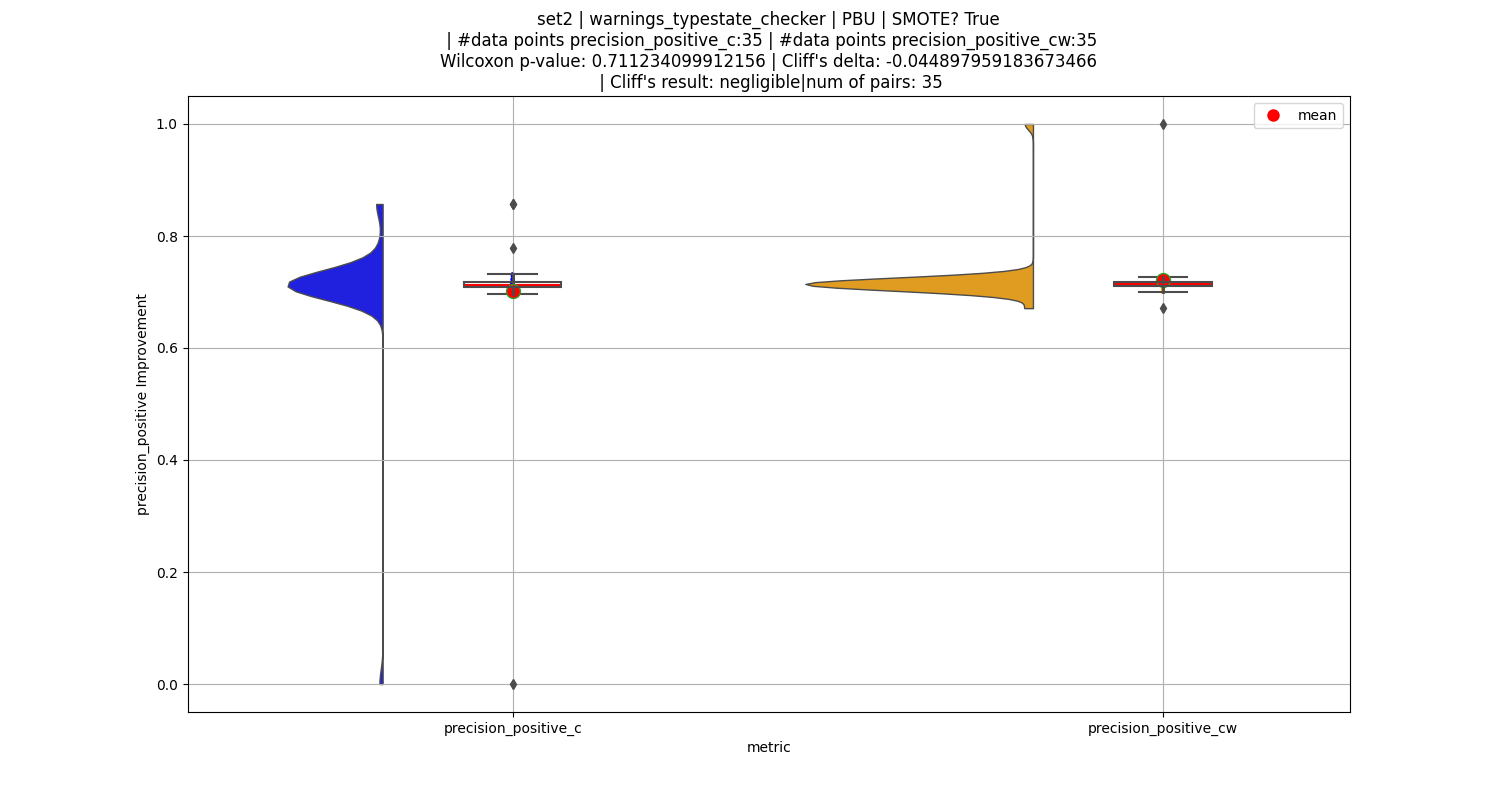 set2 | warnings_typestate_checker | PBU | SMOTE? True
| #data points precision_positive_c:35 | #data points precision_positive_cw:35
Wilcoxon p-value: 0.711234099912156 | Cliff's delta: -0.044897959183673466
| Cliff's result: negligible|num of pairs: 35
mean
1.0
0.8
0.6
0.4
0.2
0.0
precision_positive Improvement
precision_positive_c
precision_positive_cw
metric